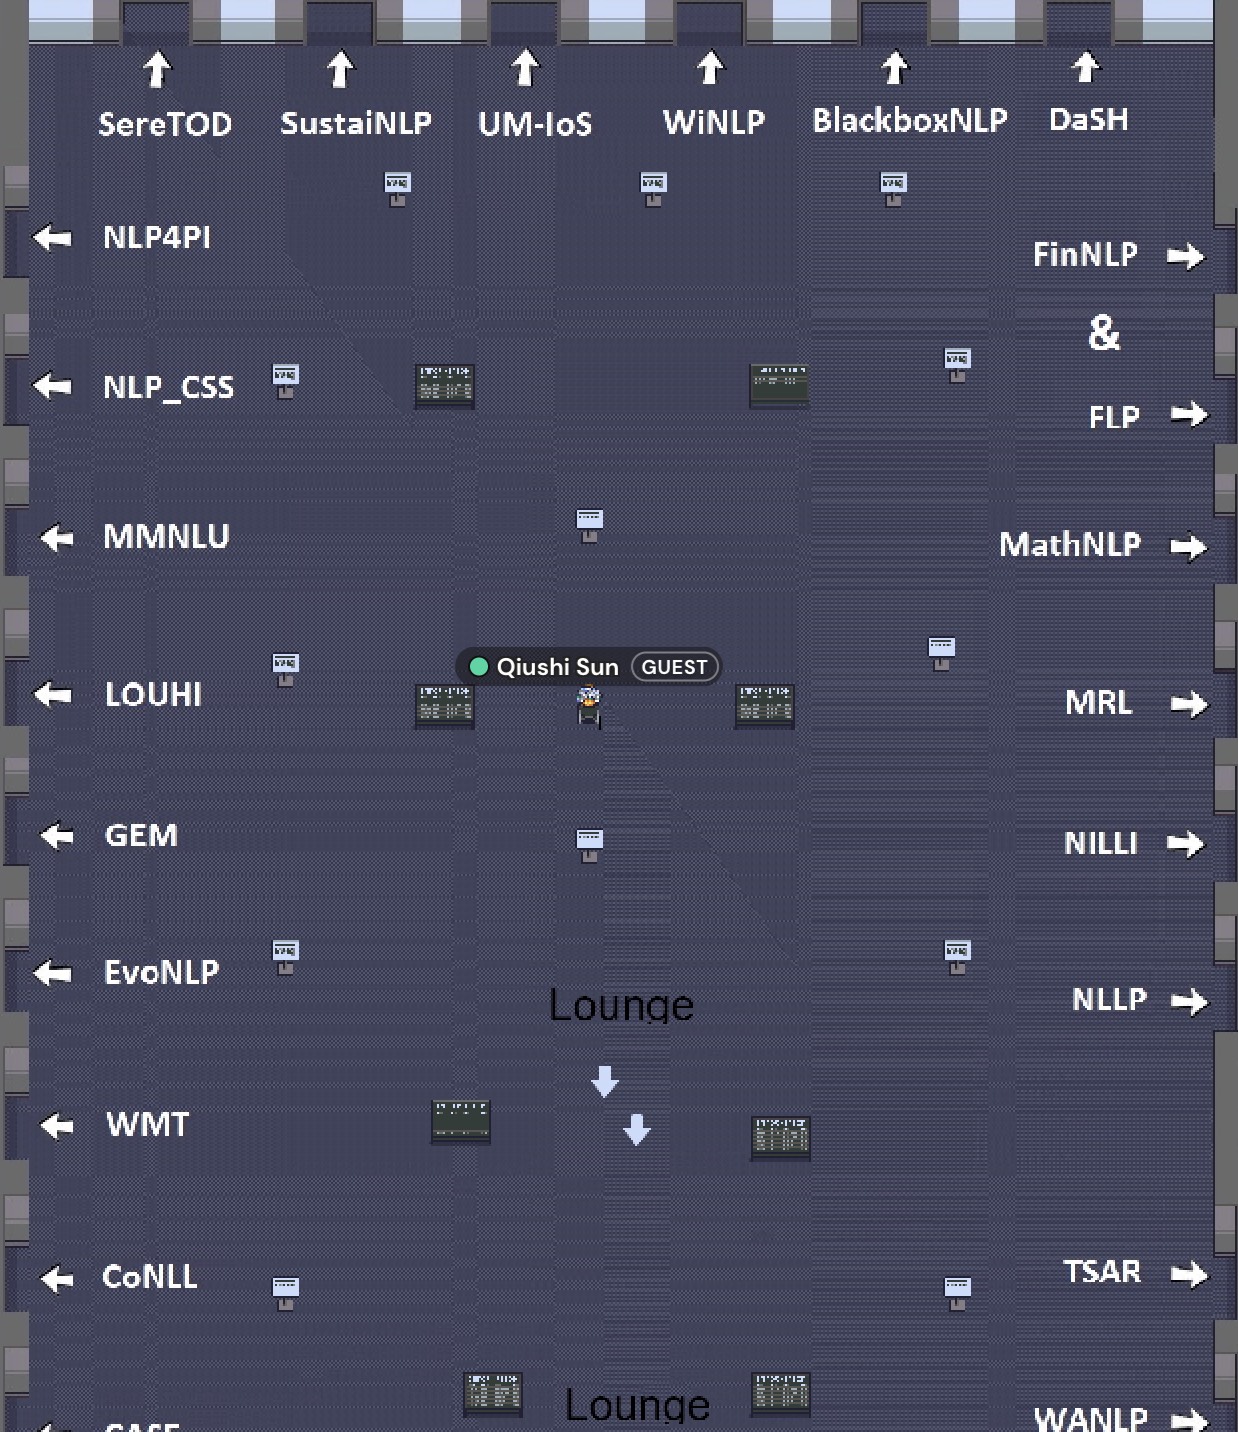 SereTOD SustaiNLP UM-IoS WiNLP BlackboxNLP DaSH
NLP4PI
FinNLP
&
NLP_CSS
FLP
MMNLU
MathNLP
Qiushi Sun GUEST
LOUHI
MRL
GEM
NILLI
EvoNLP
NLLP
Lounge
WMT
CoNLL
TSAR
Lounge
CASE
WANLP